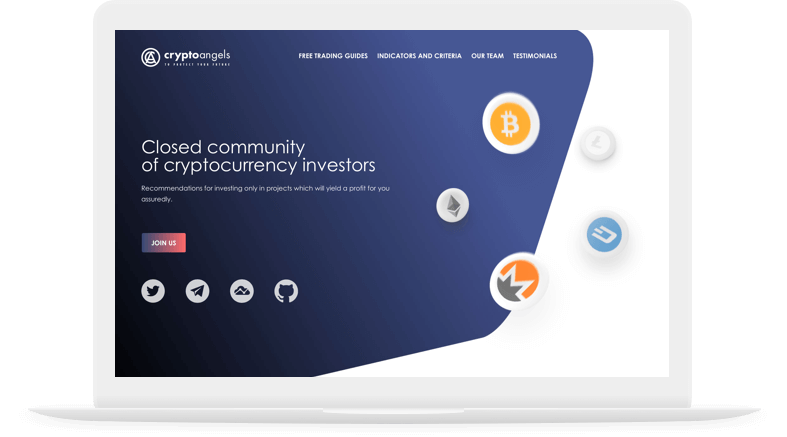 cryptoangels
TO PROTECT YOUR FUTURE
FREE TRADING GUIDES
INDICATORS AND CRITERIA
OUR TEAM
TESTIMONIALS
Closed community
of cryptocurrency investors
Recommendations for investing only in projects which will yield a profit for you
assuredly.
JOIN US